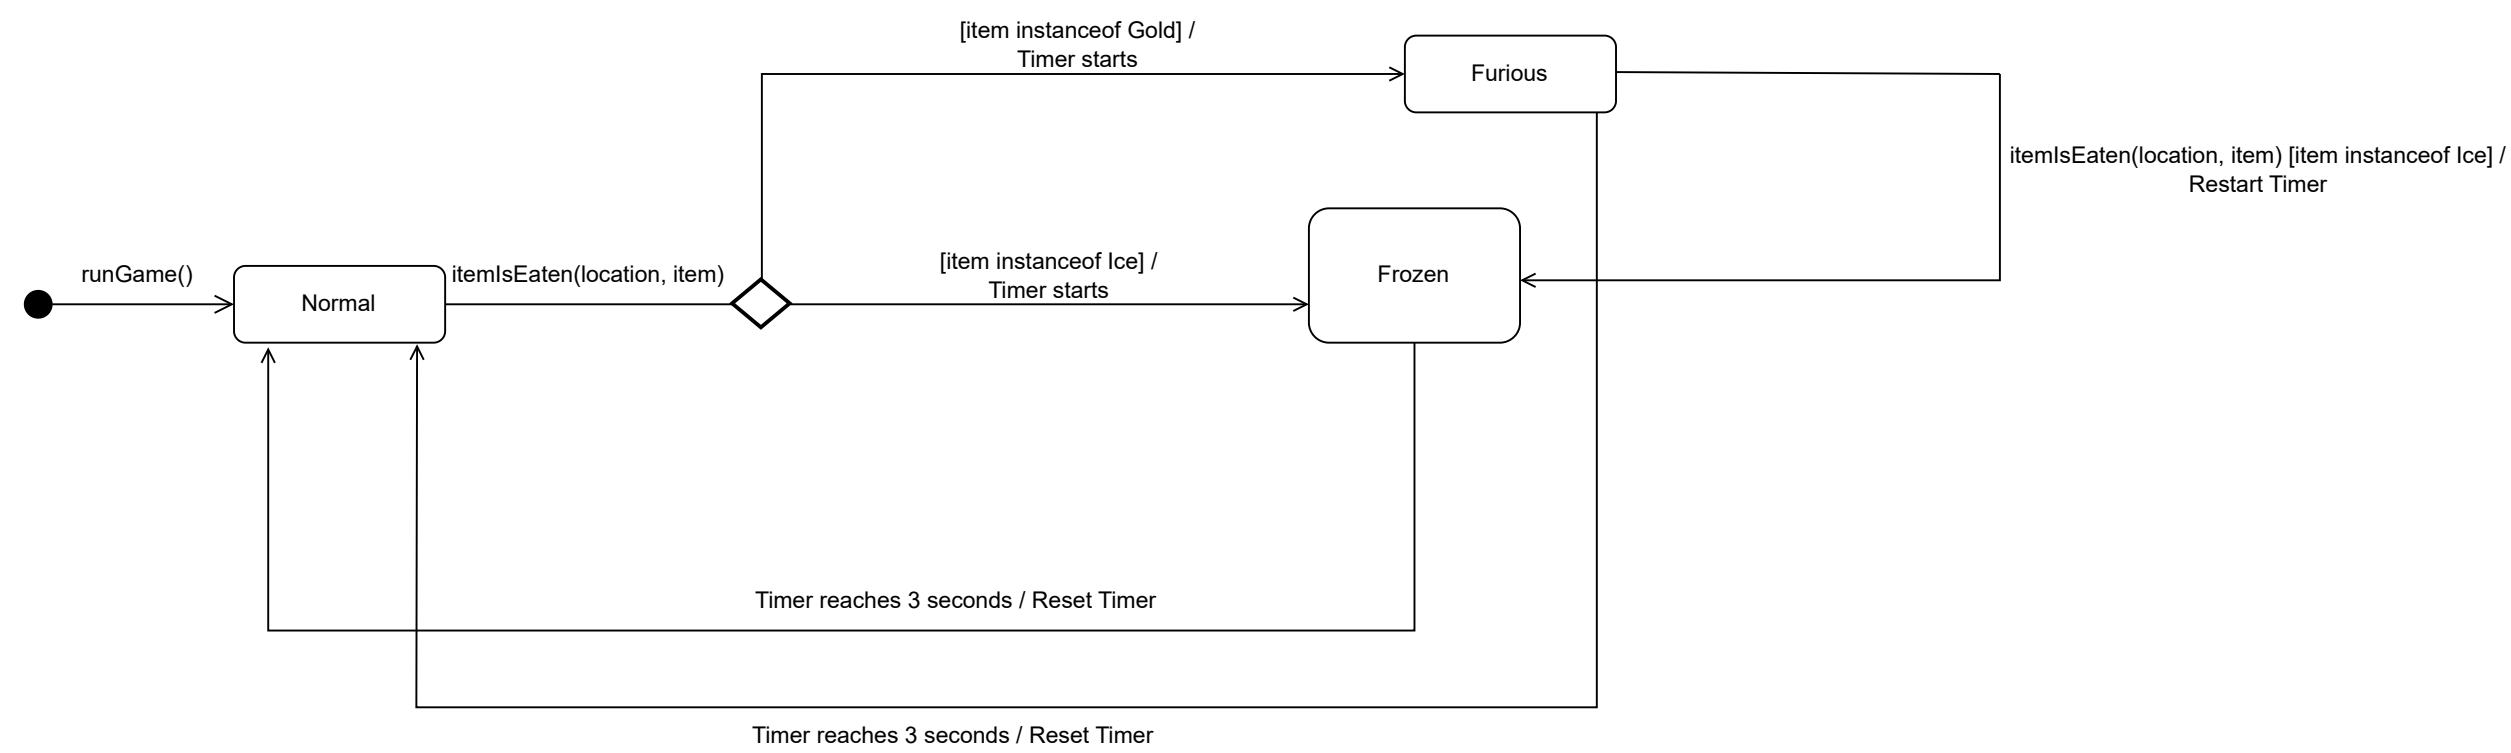 [item instanceof Gold] /
Timer starts
Furious
itemIsEaten(location, item) [item instanceof Ice] /
Restart Timer
runGame()
Normal
itemIsEaten(location, item)
[item instanceof Ice] /
Timer starts
Frozen
Timer reaches 3 seconds / Reset Timer
Timer reaches 3 seconds / Reset Timer